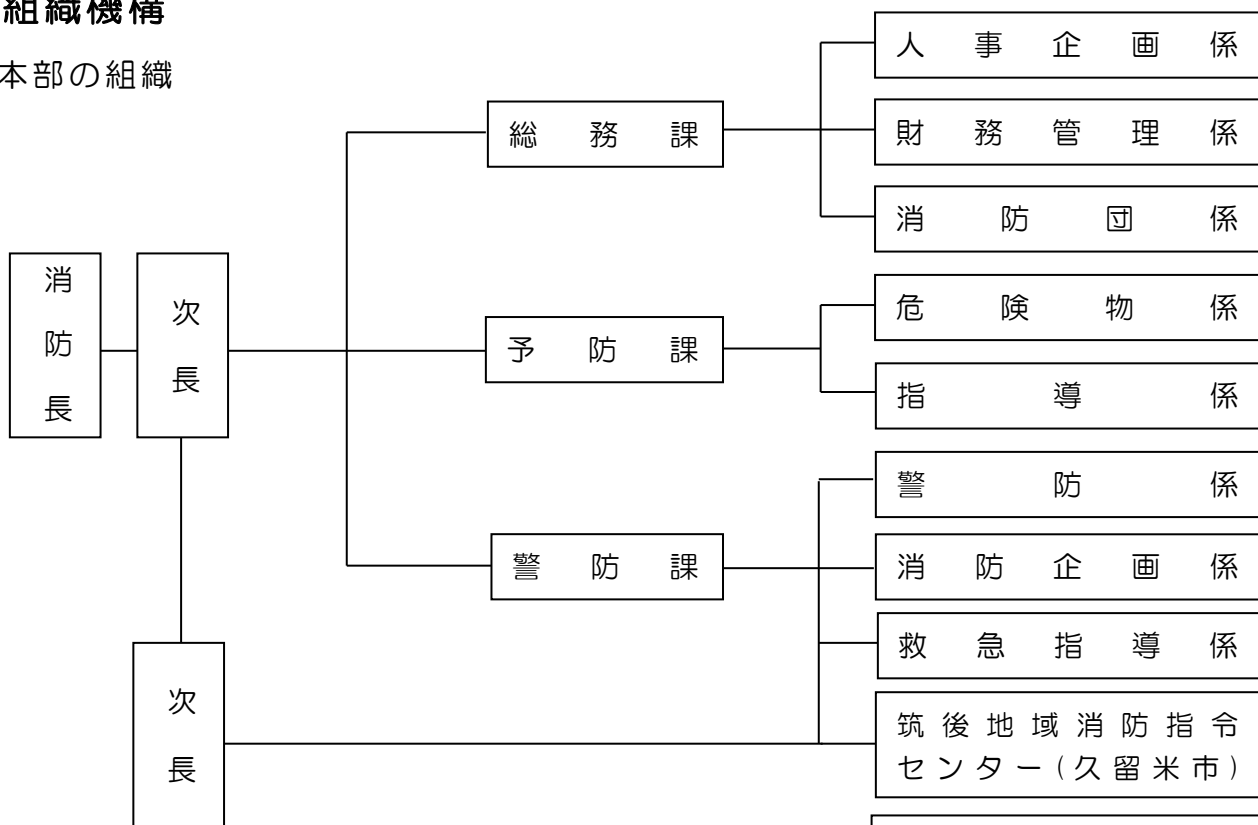 組織機構
本部の組織
消防長
次長
総務課
人事企画係
財務管理係
消防団係
予防課
危険物係
指導係
警防課
警防係
消防企画係
救急指導係
次長
筑後地域消防指令
センター(久留米市)